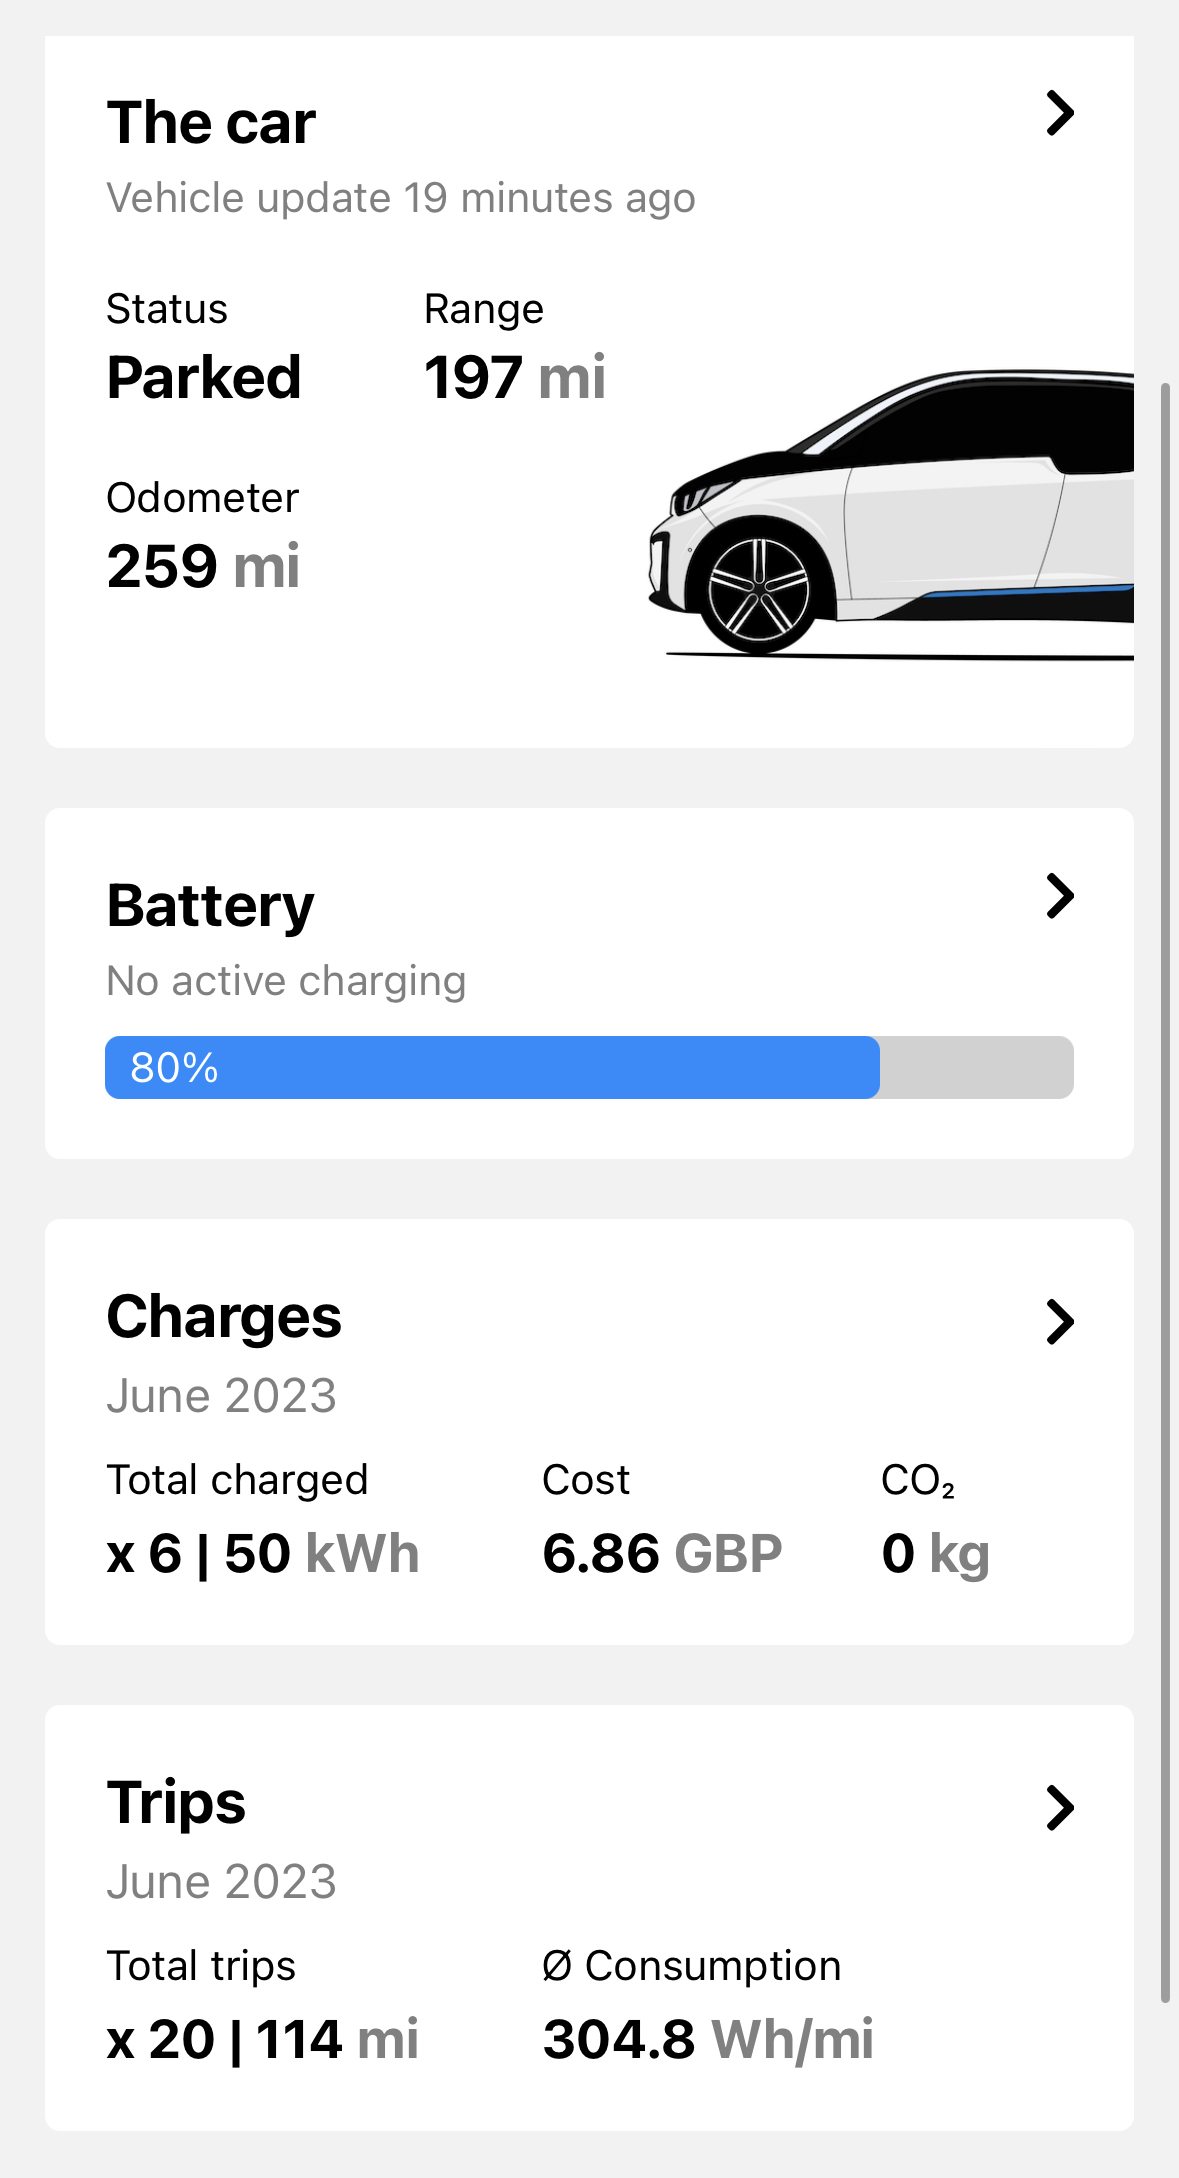 The car
Vehicle update 19 minutes ago
Status Range
Parked 197 mi
Odometer
259 mi
Battery
No active charging
80%
Charges
June 2023
Total charged Cost CO₂
x 6 | 50 kWh 6.86 GBP 0 kg
Trips
June 2023
Total trips Ø Consumption
x 20 | 114 mi 304.8 Wh/mi